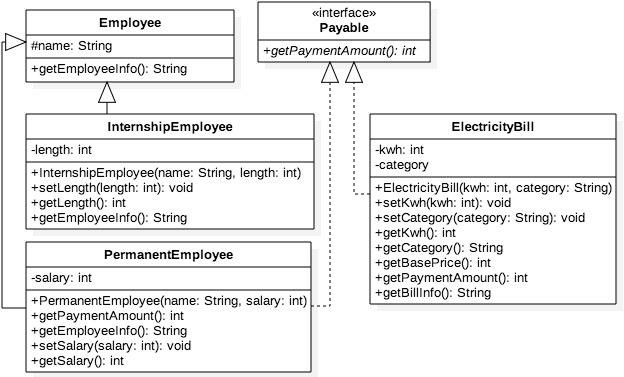 Employee
#name: String
+getEmployeeInfo(): String
«interface»
Payable
+getPaymentAmount(): int
InternshipEmployee
-length: int
+InternshipEmployee(name: String, length: int)
+setLength(length: int): void
+getLength(): int
+getEmployeeInfo(): String
ElectricityBill
-kwh: int
-category
+ElectricityBill(kwh: int, category: String)
+setKwh(kwh: int): void
+setCategory(category: String): void
+getKwh(): int
+getCategory(): String
+getBasePrice(): int
+getPaymentAmount(): int
+getBillInfo(): String
PermanentEmployee
-salary: int
+PermanentEmployee(name: String, salary: int)
+getPaymentAmount(): int
+getEmployeeInfo(): String
+setSalary(salary: int): void
+getSalary(): int